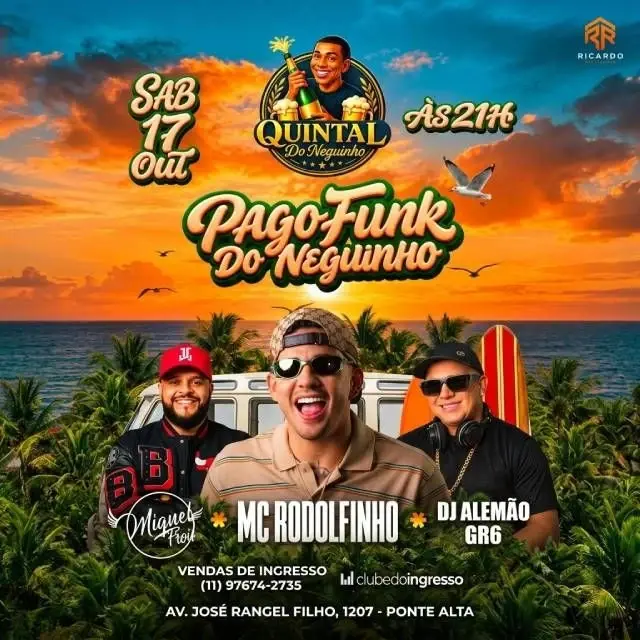 RR
RICARDO
SAB
17
OUT
QUINTAL
Do Neguinho
ÀS 21H
PAGOFUNK
DO NEGUINHO
B B
Miguel
Froil
MC RODOLFINHO
DJ ALEMÃO
GR6
VENDAS DE INGRESSO
(11) 97674-2735
clubedoingresso
AV. JOSÉ RANGEL FILHO, 1207 - PONTE ALTA